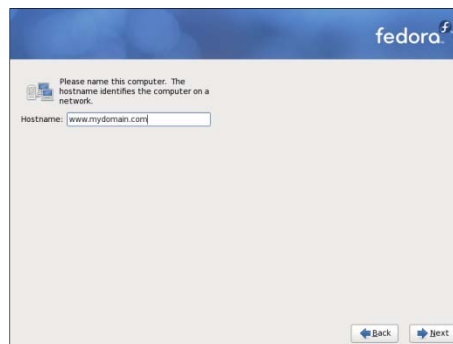 fedora
Please name this computer. The
hostname identifies the computer on a
network.
Hostname: www.mydomain.com
Back Next